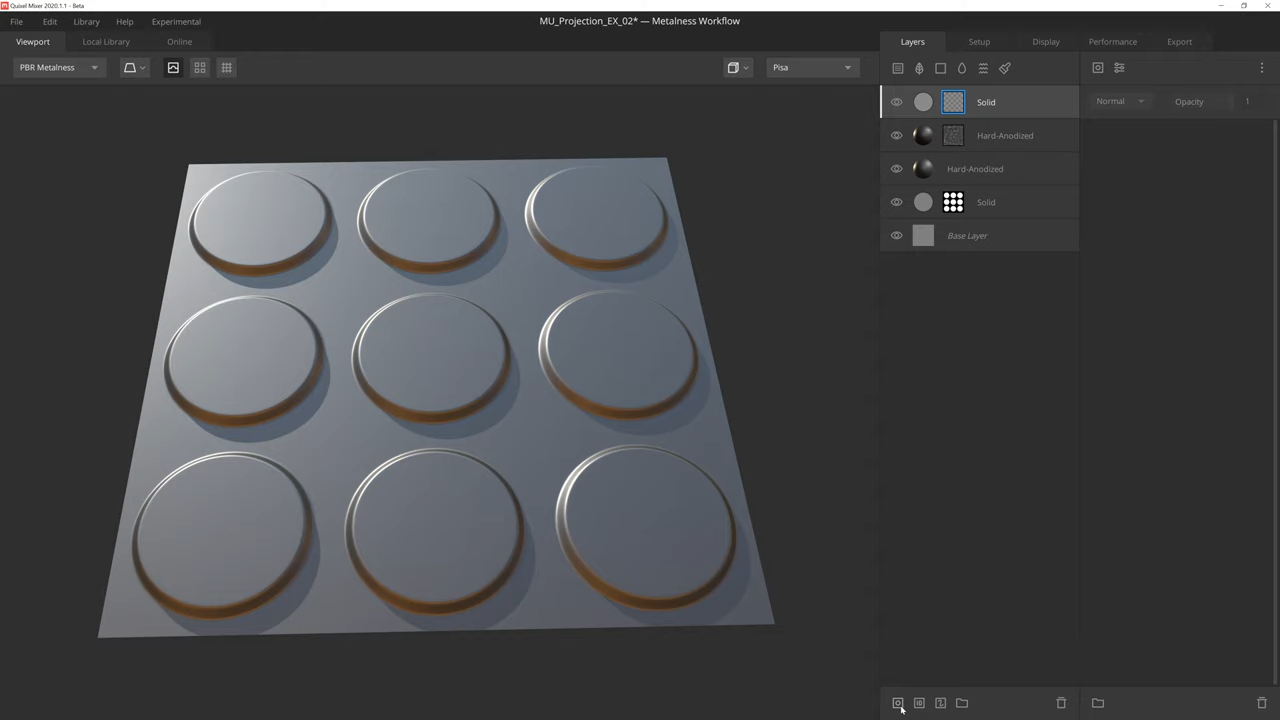 Quixel Mixer 2020.1.1 - Beta
File Edit Library Help Experimental
MU_Projection_EX_02* — Metalness Workflow
Viewport Local Library Online
Layers Setup Display Performance Export
PBR Metalness
Pisa
Solid
Normal Opacity 1
Hard-Anodized
Hard-Anodized
Solid
Base Layer